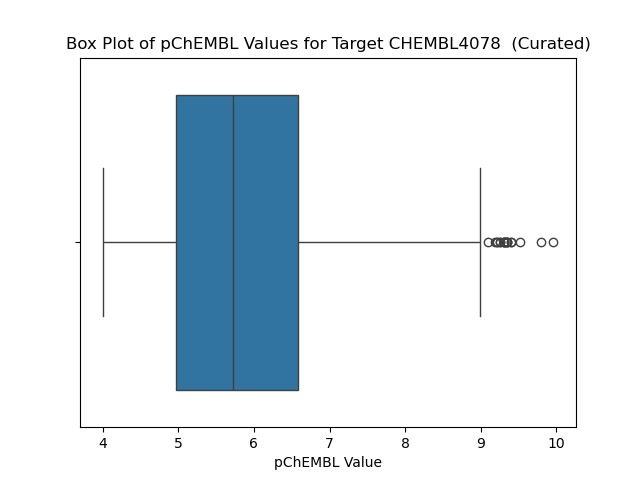 Box Plot of pChEMBL Values for Target CHEMBL4078  (Curated)
4 5 6 7 8 9 10
pChEMBL Value